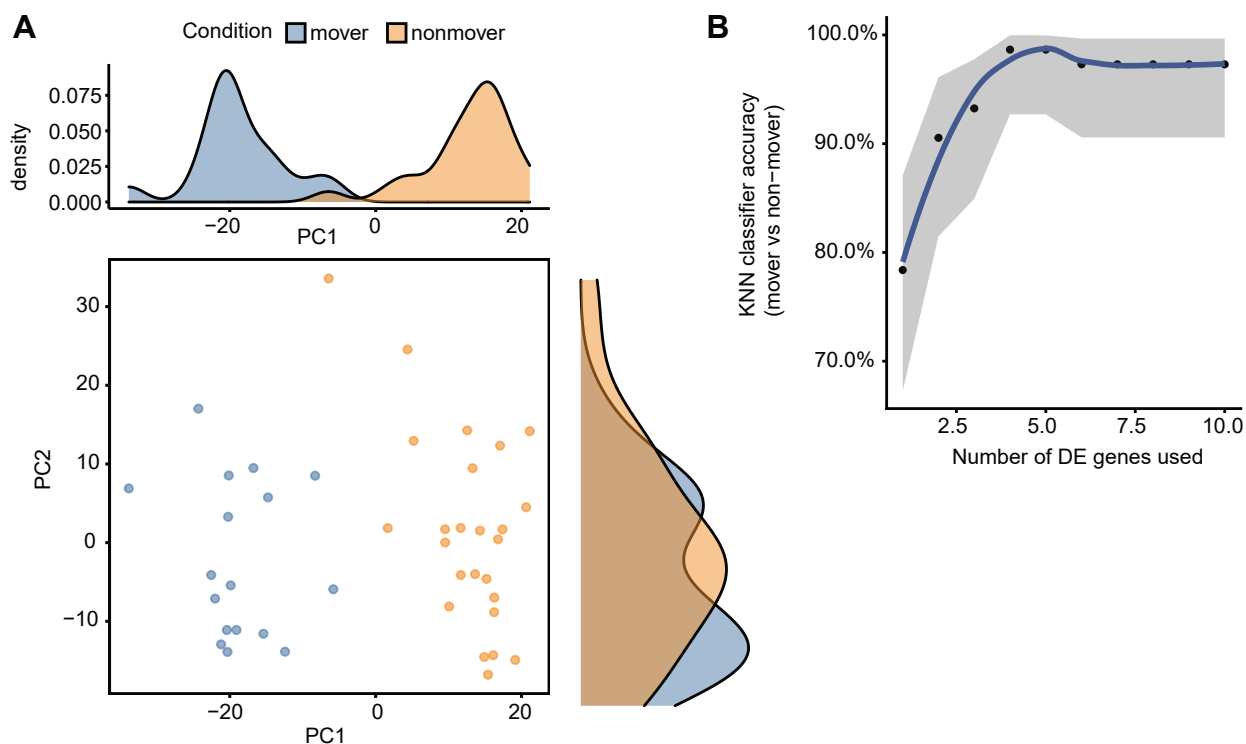 A
Condition mover nonmover
density
0.075
0.050
0.025
0.000
−20 0 20
PC1
PC2
30
20
10
0
−10
−20 0 20
PC1
B
KNN classifier accuracy
(mover vs non−mover)
100.0%
90.0%
80.0%
70.0%
2.5 5.0 7.5 10.0
Number of DE genes used